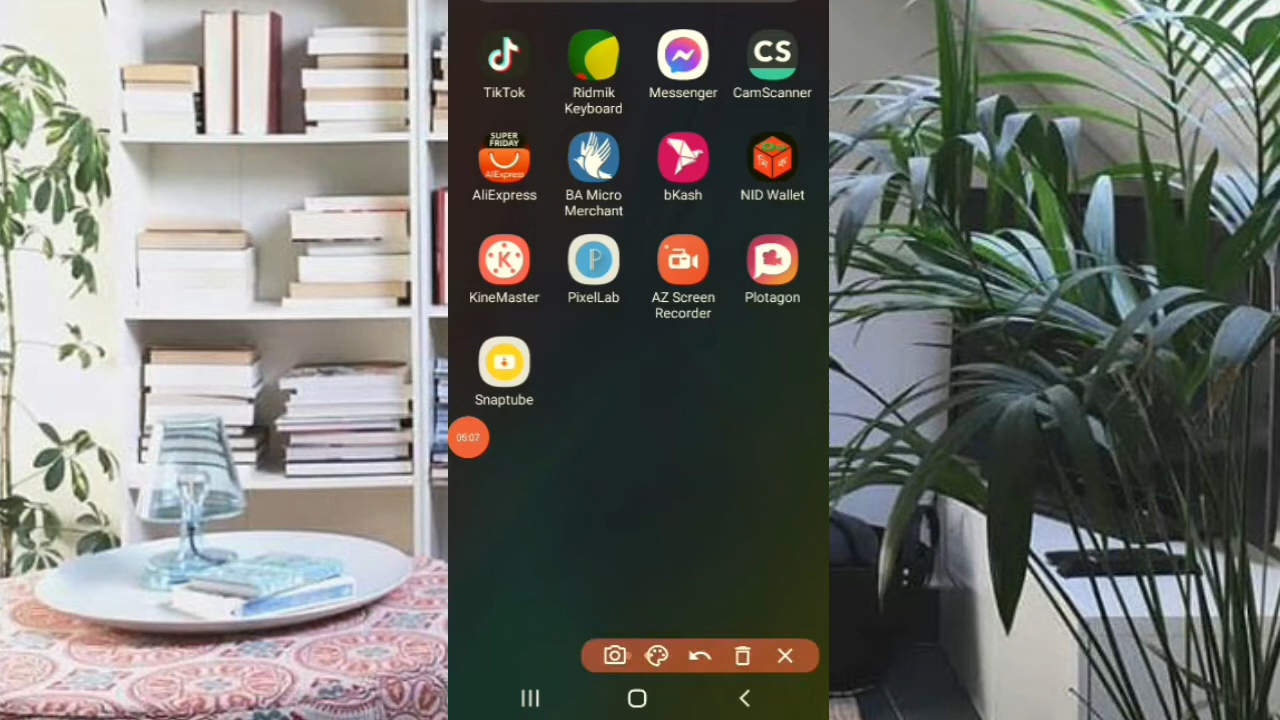 TikTok
Ridmik
Keyboard
Messenger
CS
CamScanner
SUPER
FRIDAY
AliExpress
AliExpress
BA Micro
Merchant
bKash
NID Wallet
K
KineMaster
P
PixelLab
AZ Screen
Recorder
Plotagon
Snaptube
05:07